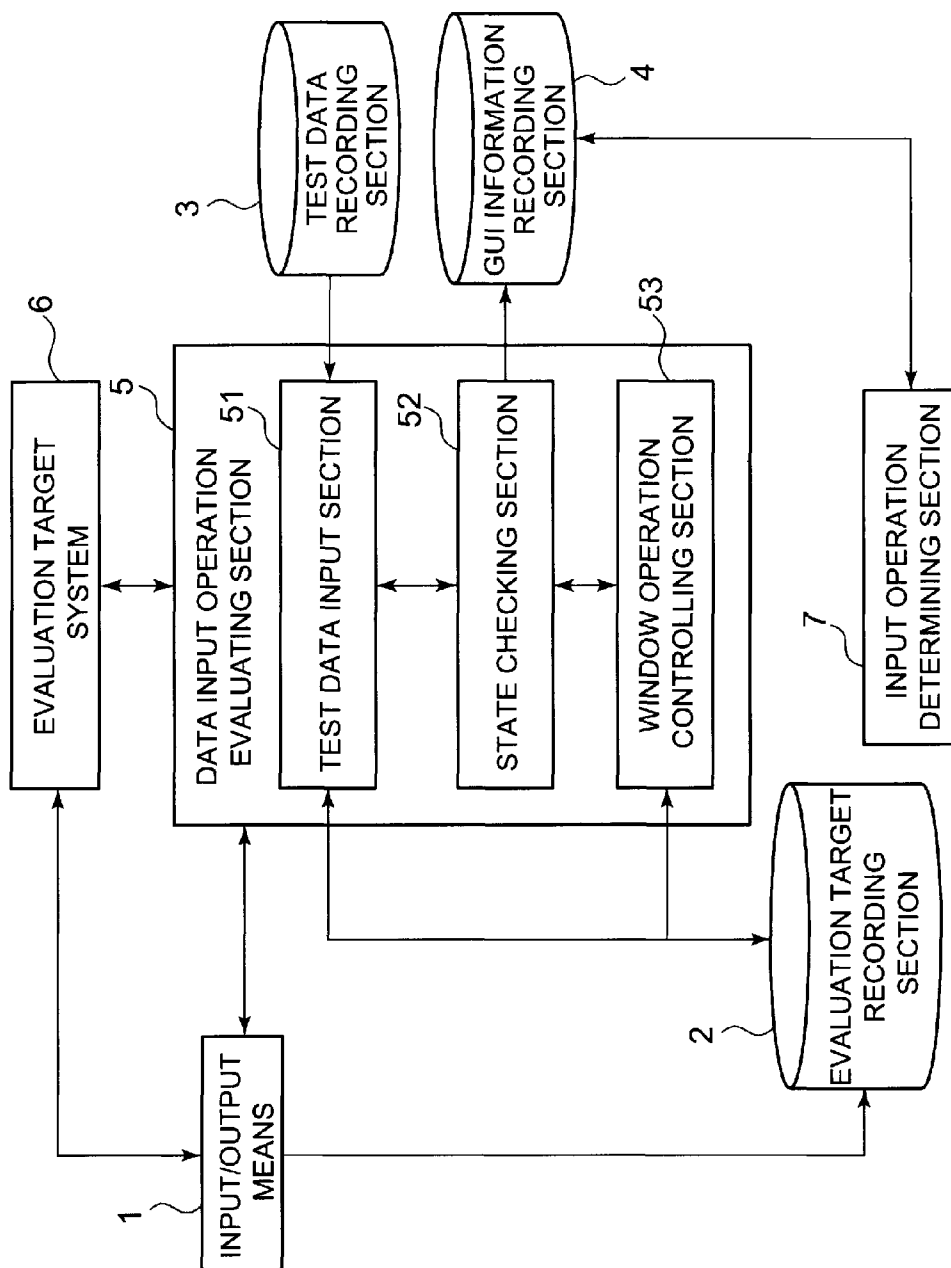 6
EVALUATION TARGET
SYSTEM
1
INPUT/OUTPUT
MEANS
5
DATA INPUT OPERATION
EVALUATING SECTION
51
TEST DATA INPUT SECTION
52
STATE CHECKING SECTION
53
WINDOW OPERATION
CONTROLLING SECTION
3
TEST DATA
RECORDING
SECTION
4
GUI INFORMATION
RECORDING
SECTION
2
EVALUATION TARGET
RECORDING
SECTION
7
INPUT OPERATION
DETERMINING SECTION